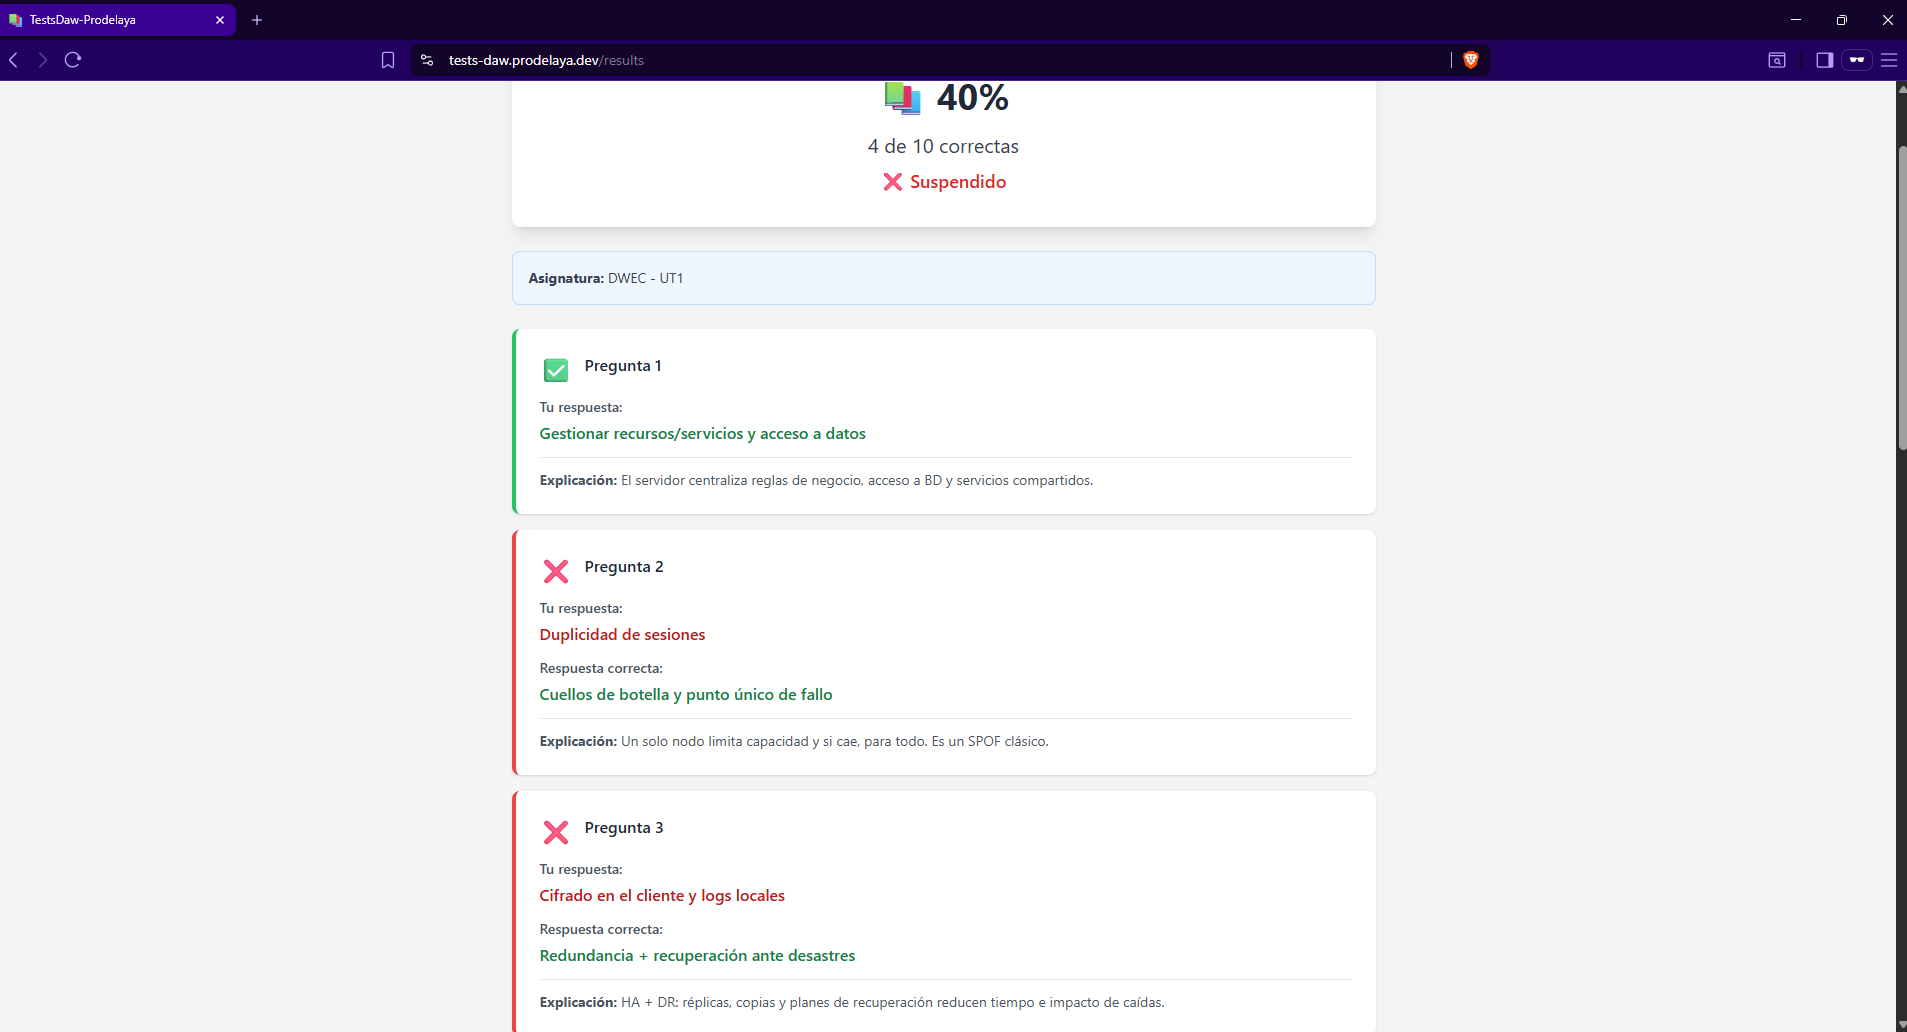 TestsDaw-Prodelaya
tests-daw.prodelaya.dev/results
40%
4 de 10 correctas
Suspendido
Asignatura: DWEC - UT1
Pregunta 1
Tu respuesta:
Gestionar recursos/servicios y acceso a datos
Explicación: El servidor centraliza reglas de negocio, acceso a BD y servicios compartidos.
Pregunta 2
Tu respuesta:
Duplicidad de sesiones
Respuesta correcta:
Cuellos de botella y punto único de fallo
Explicación: Un solo nodo limita capacidad y si cae, para todo. Es un SPOF clásico.
Pregunta 3
Tu respuesta:
Cifrado en el cliente y logs locales
Respuesta correcta:
Redundancia + recuperación ante desastres
Explicación: HA + DR: réplicas, copias y planes de recuperación reducen tiempo e impacto de caídas.